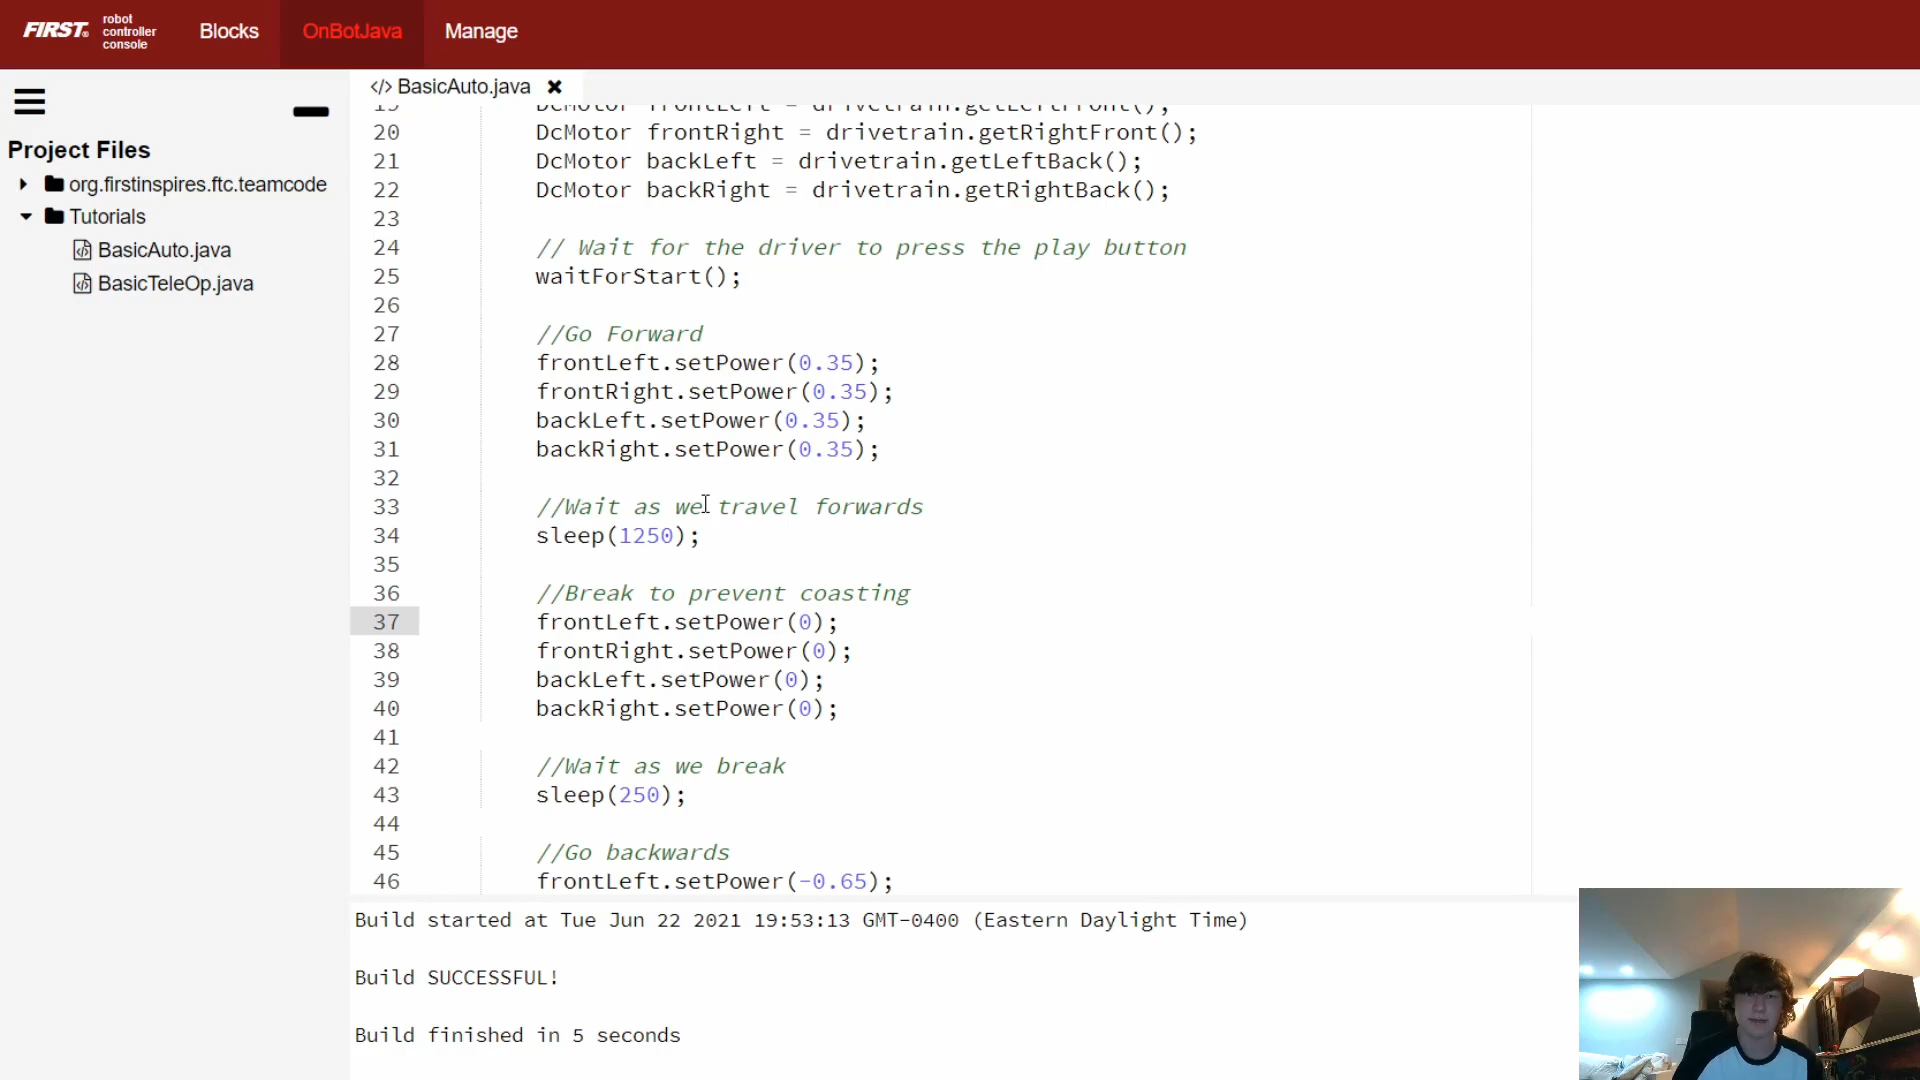 FIRST® robot controller console Blocks OnBotJava Manage
</> BasicAuto.java ✖
Project Files
org.firstinspires.ftc.teamcode
Tutorials
BasicAuto.java
BasicTeleOp.java
19 DcMotor frontLeft = drivetrain.getLeftFront();
20 DcMotor frontRight = drivetrain.getRightFront();
21 DcMotor backLeft = drivetrain.getLeftBack();
22 DcMotor backRight = drivetrain.getRightBack();
23
24 // Wait for the driver to press the play button
25 waitForStart();
26
27 //Go Forward
28 frontLeft.setPower(0.35);
29 frontRight.setPower(0.35);
30 backLeft.setPower(0.35);
31 backRight.setPower(0.35);
32
33 //Wait as we travel forwards
34 sleep(1250);
35
36 //Break to prevent coasting
37 frontLeft.setPower(0);
38 frontRight.setPower(0);
39 backLeft.setPower(0);
40 backRight.setPower(0);
41
42 //Wait as we break
43 sleep(250);
44
45 //Go backwards
46 frontLeft.setPower(-0.65);
Build started at Tue Jun 22 2021 19:53:13 GMT-0400 (Eastern Daylight Time)
Build SUCCESSFUL!
Build finished in 5 seconds